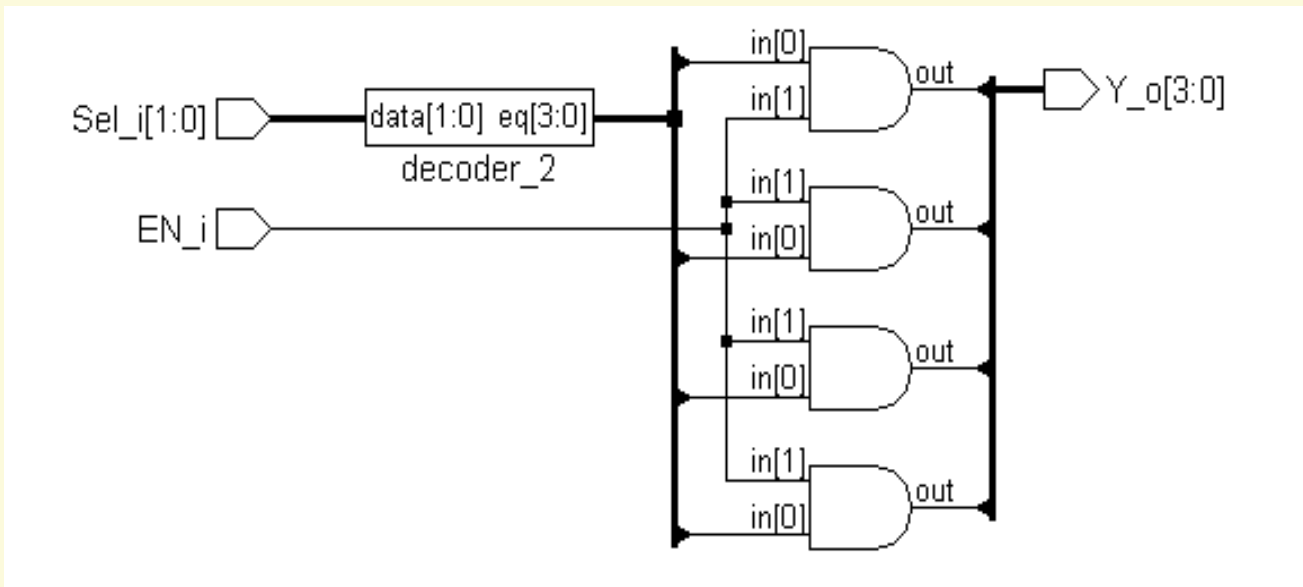 in[0]
out
in[1]
Y_o[3:0]
Sel_i[1:0]
data[1:0] eq[3:0]
decoder_2
in[1]
out
EN_i
in[0]
in[1]
out
in[0]
in[1]
out
in[0]